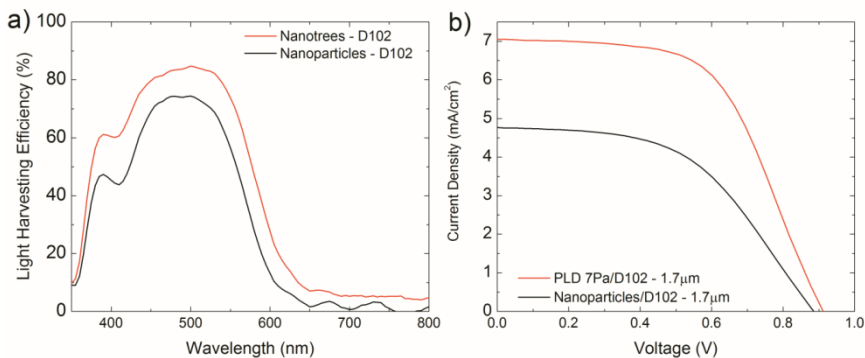 a)
Nanotrees - D102
Nanoparticles - D102
Light Harvesting Efficiency (%)
100
80
60
40
20
0
400
500
600
700
800
Wavelength (nm)
b)
Current Density (mA/cm²)
8
7
6
5
4
3
2
1
0
PLD 7Pa/D102 - 1.7μm
Nanoparticles/D102 - 1.7μm
0.0
0.2
0.4
0.6
0.8
1.0
Voltage (V)